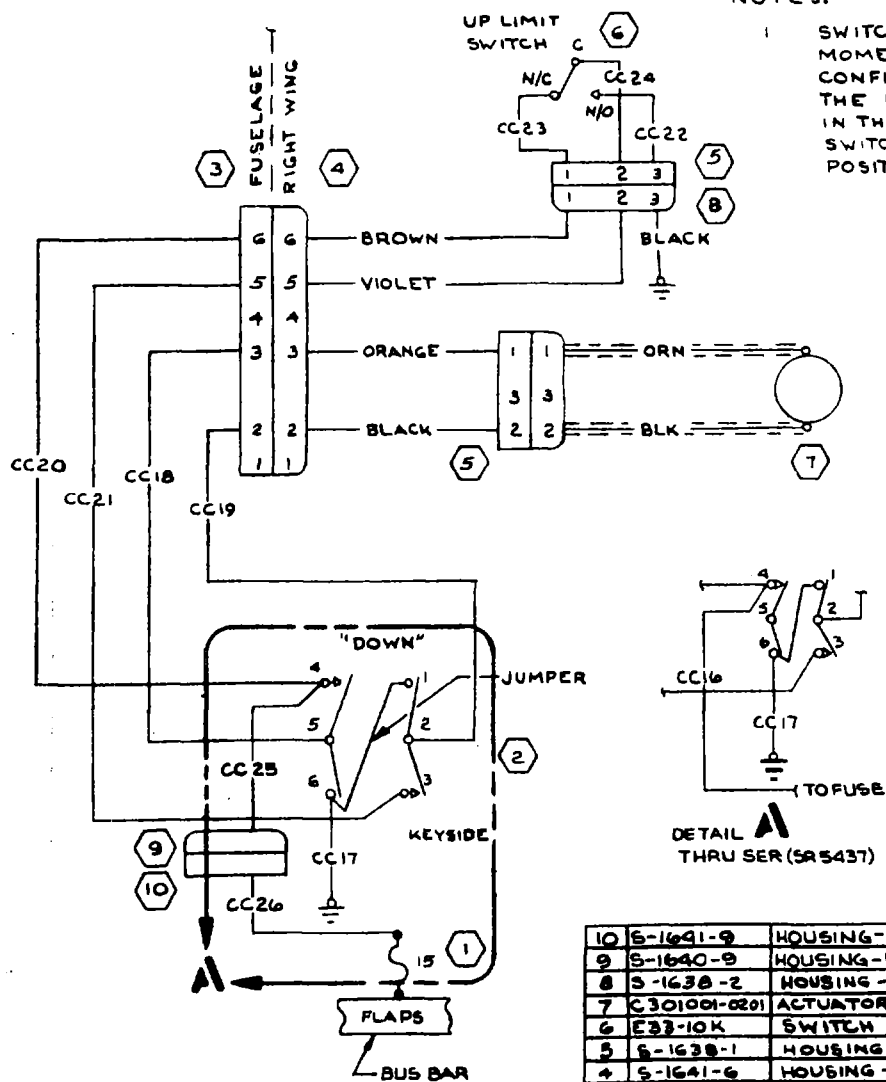 NOTES:
1 SWITC
MOME
CONF
THE
IN TH
SWITC
POSIT
UP LIMIT
SWITCH
6
C
N/C
CC24
N/O
CC23
CC22
FUSELAGE
RIGHT WING
3
4
5
8
1 2 3
1 2 3
6 6
BROWN
BLACK
5 5
VIOLET
4 4
3 3
ORANGE
1 1
ORN
3 3
2 2
BLACK
2 2
BLK
1 1
5
7
CC20
CC18
CC21
CC19
"DOWN"
4
1
JUMPER
5
2
2
6
3
CC25
KEYSIDE
CC17
9
10
CC26
15
1
A
FLAPS
BUS BAR
4
1
5
2
6
3
CC16
CC17
TO FUSE
DETAIL A
THRU SER (SR5437)
10 S-1641-9 HOUSING-
9 S-1640-9 HOUSING-
8 S-1638-2 HOUSING-
7 C301001-0201 ACTUATOR
6 E33-10K SWITCH
5 S-1638-1 HOUSING
4 S-1641-6 HOUSING-